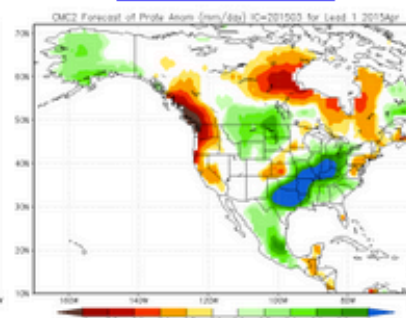 CMC2 Forecast of Prate Anom (mm/day) IC=201503 for Lead 1 2015Apr
70N
60N
50N
40N
30N
20N
10N
160W 140W 120W 100W 80W